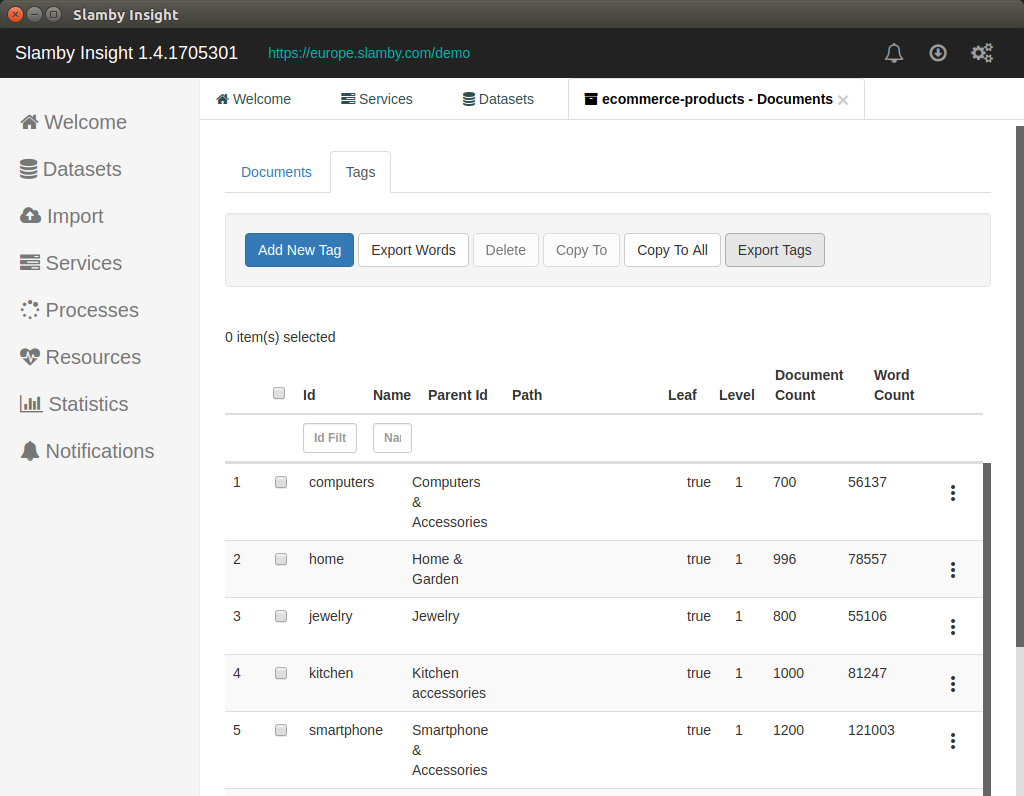 Slamby Insight
Slamby Insight 1.4.1705301 https://europe.slamby.com/demo
Welcome
Datasets
Import
Services
Processes
Resources
Statistics
Notifications
Welcome Services Datasets ecommerce-products - Documents
Documents Tags
Add New Tag Export Words Delete Copy To Copy To All Export Tags
0 item(s) selected
Id Name Parent Id Path Leaf Level Document Count Word Count
Id Filt Nar
1 computers Computers & Accessories true 1 700 56137
2 home Home & Garden true 1 996 78557
3 jewelry Jewelry true 1 800 55106
4 kitchen Kitchen accessories true 1 1000 81247
5 smartphone Smartphone & Accessories true 1 1200 121003